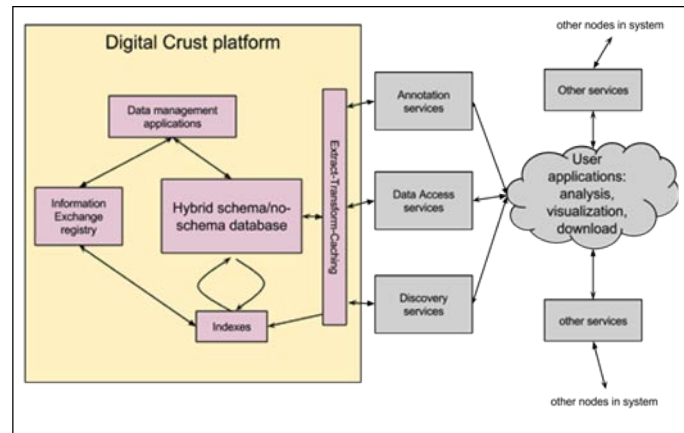 Digital Crust platform
Data management
applications
Information
Exchange
registry
Hybrid schema/no-
schema database
Indexes
Extract-Transform-Caching
Annotation
services
Data Access
services
Discovery
services
other nodes in system
Other services
User
applications:
analysis,
visualization,
download
other services
other nodes in system